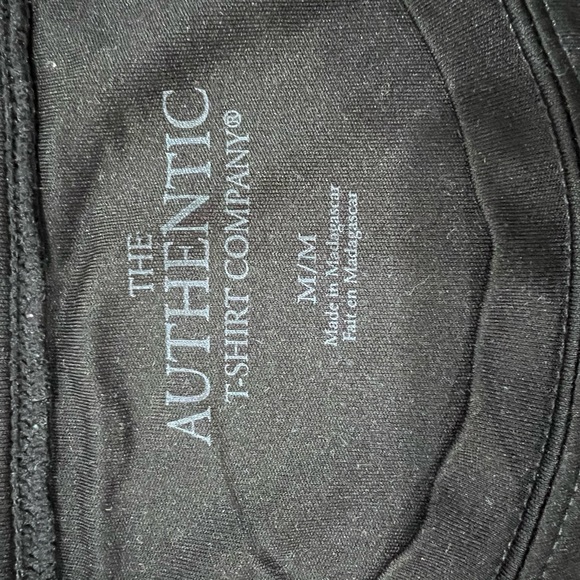 THE
AUTHENTIC
T-SHIRT COMPANY®
M/M
Made in Madagascar
Fait en Madagascar